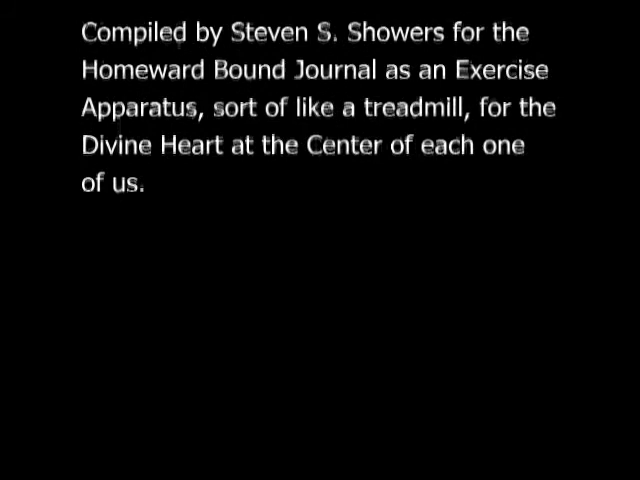 Compiled by Steven S. Showers for the
Homeward Bound Journal as an Exercise
Apparatus, sort of like a treadmill, for the
Divine Heart at the Center of each one
of us.